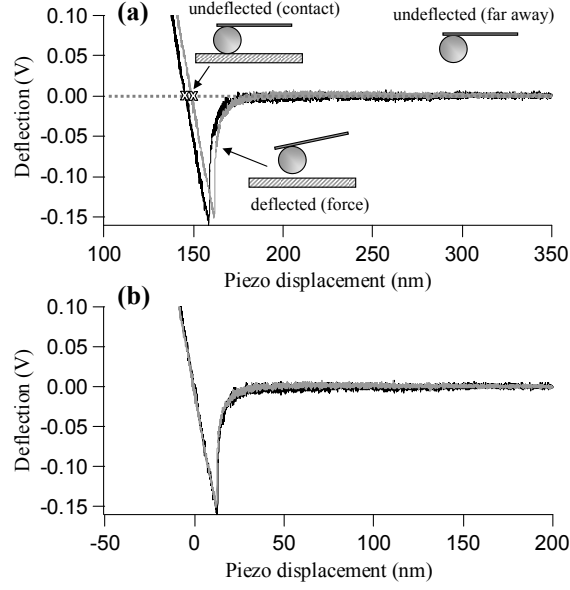 (a)
undeflected (contact)
undeflected (far away)
deflected (force)
Deflection (V)
0.10
0.05
0.00
-0.05
-0.10
-0.15
100 150 200 250 300 350
Piezo displacement (nm)
(b)
Deflection (V)
0.10
0.05
0.00
-0.05
-0.10
-0.15
-50 0 50 100 150 200
Piezo displacement (nm)